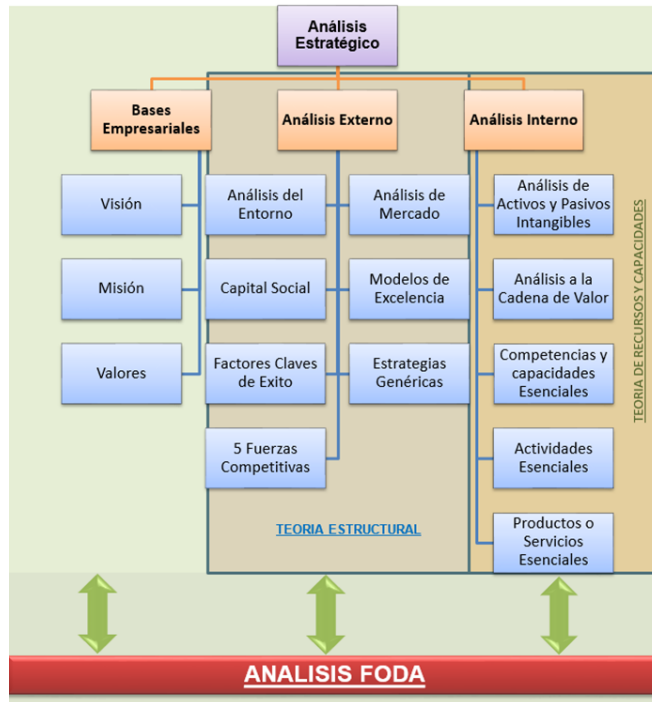 Análisis
Estratégico
Bases
Empresariales
Análisis Externo
Análisis Interno
Visión
Misión
Valores
Análisis del
Entorno
Capital Social
Factores Claves
de Exito
5 Fuerzas
Competitivas
Análisis de
Mercado
Modelos de
Excelencia
Estrategias
Genéricas
TEORIA ESTRUCTURAL
Análisis de
Activos y Pasivos
Intangibles
Análisis a la
Cadena de Valor
Competencias y
capacidades
Esenciales
Actividades
Esenciales
Productos o
Servicios
Esenciales
TEORIA DE RECURSOS Y CAPACIDADES
ANALISIS FODA